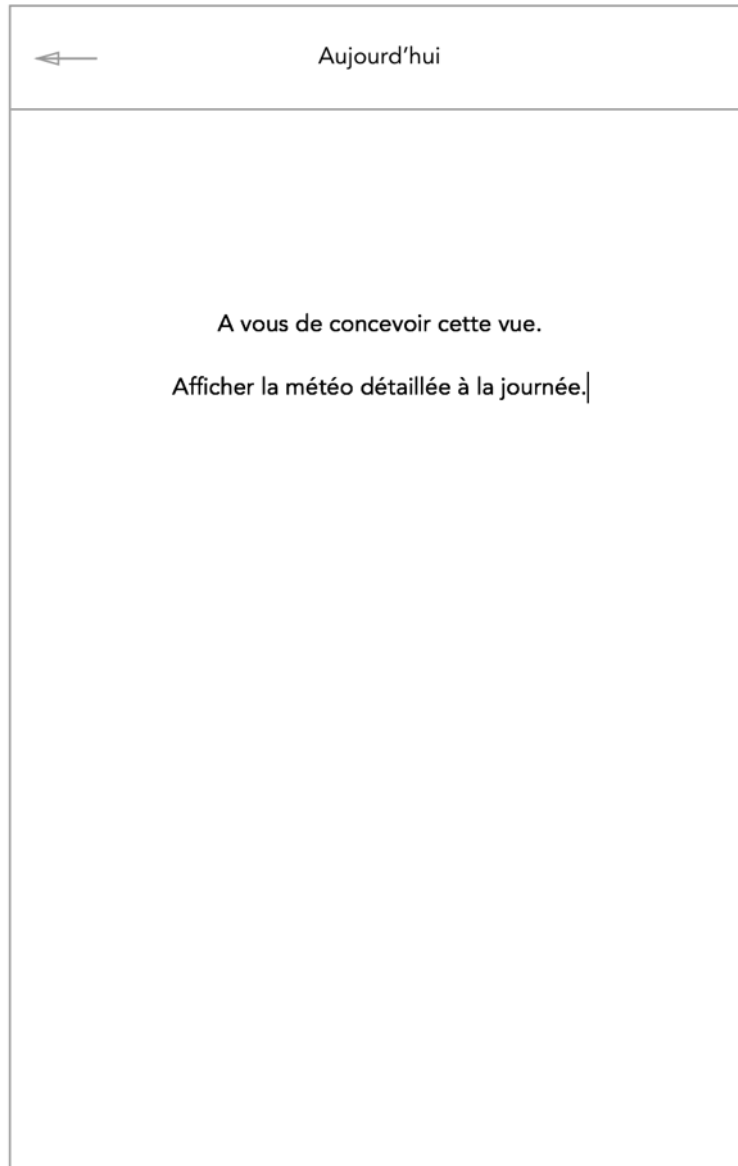 Aujourd’hui
A vous de concevoir cette vue.
Afficher la météo détaillée à la journée.